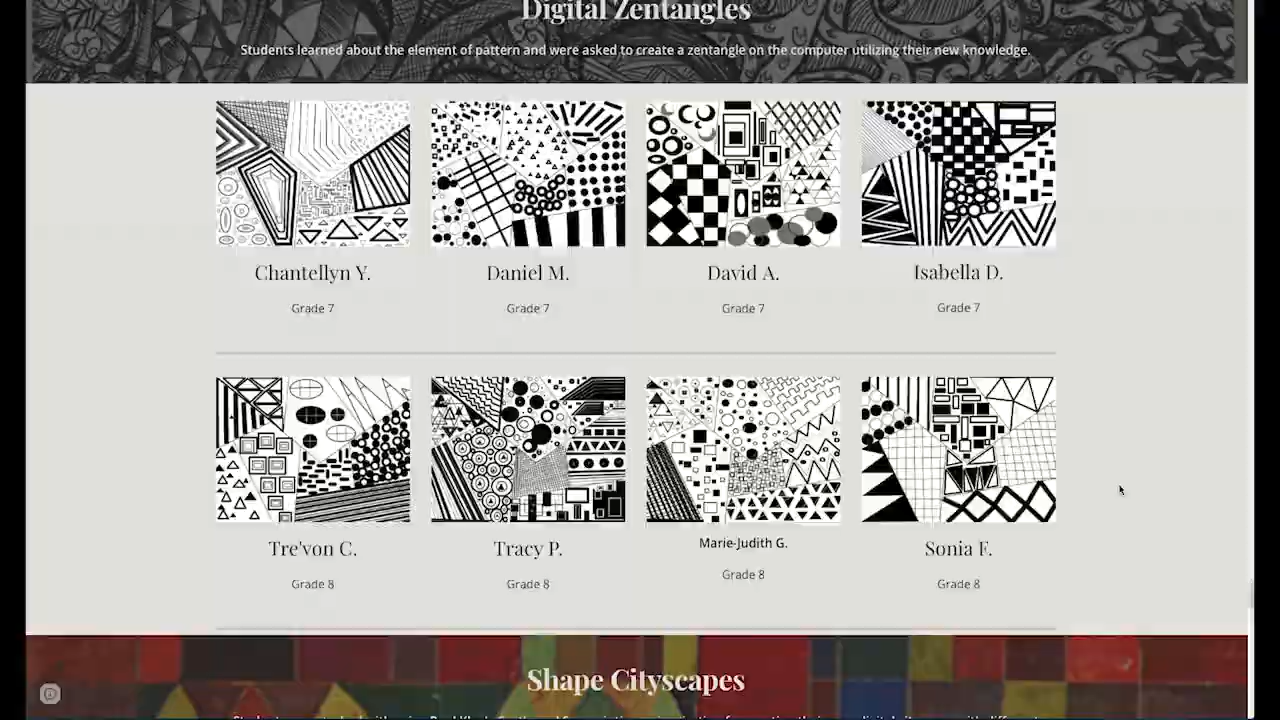 Digital Zentangles
Students learned about the element of pattern and were asked to create a zentangle on the computer utilizing their new knowledge.
Chantellyn Y.
Daniel M.
David A.
Isabella D.
Grade 7
Grade 7
Grade 7
Grade 7
Tre'von C.
Tracy P.
Marie-Judith G.
Sonia F.
Grade 8
Grade 8
Grade 8
Grade 8
Shape Cityscapes